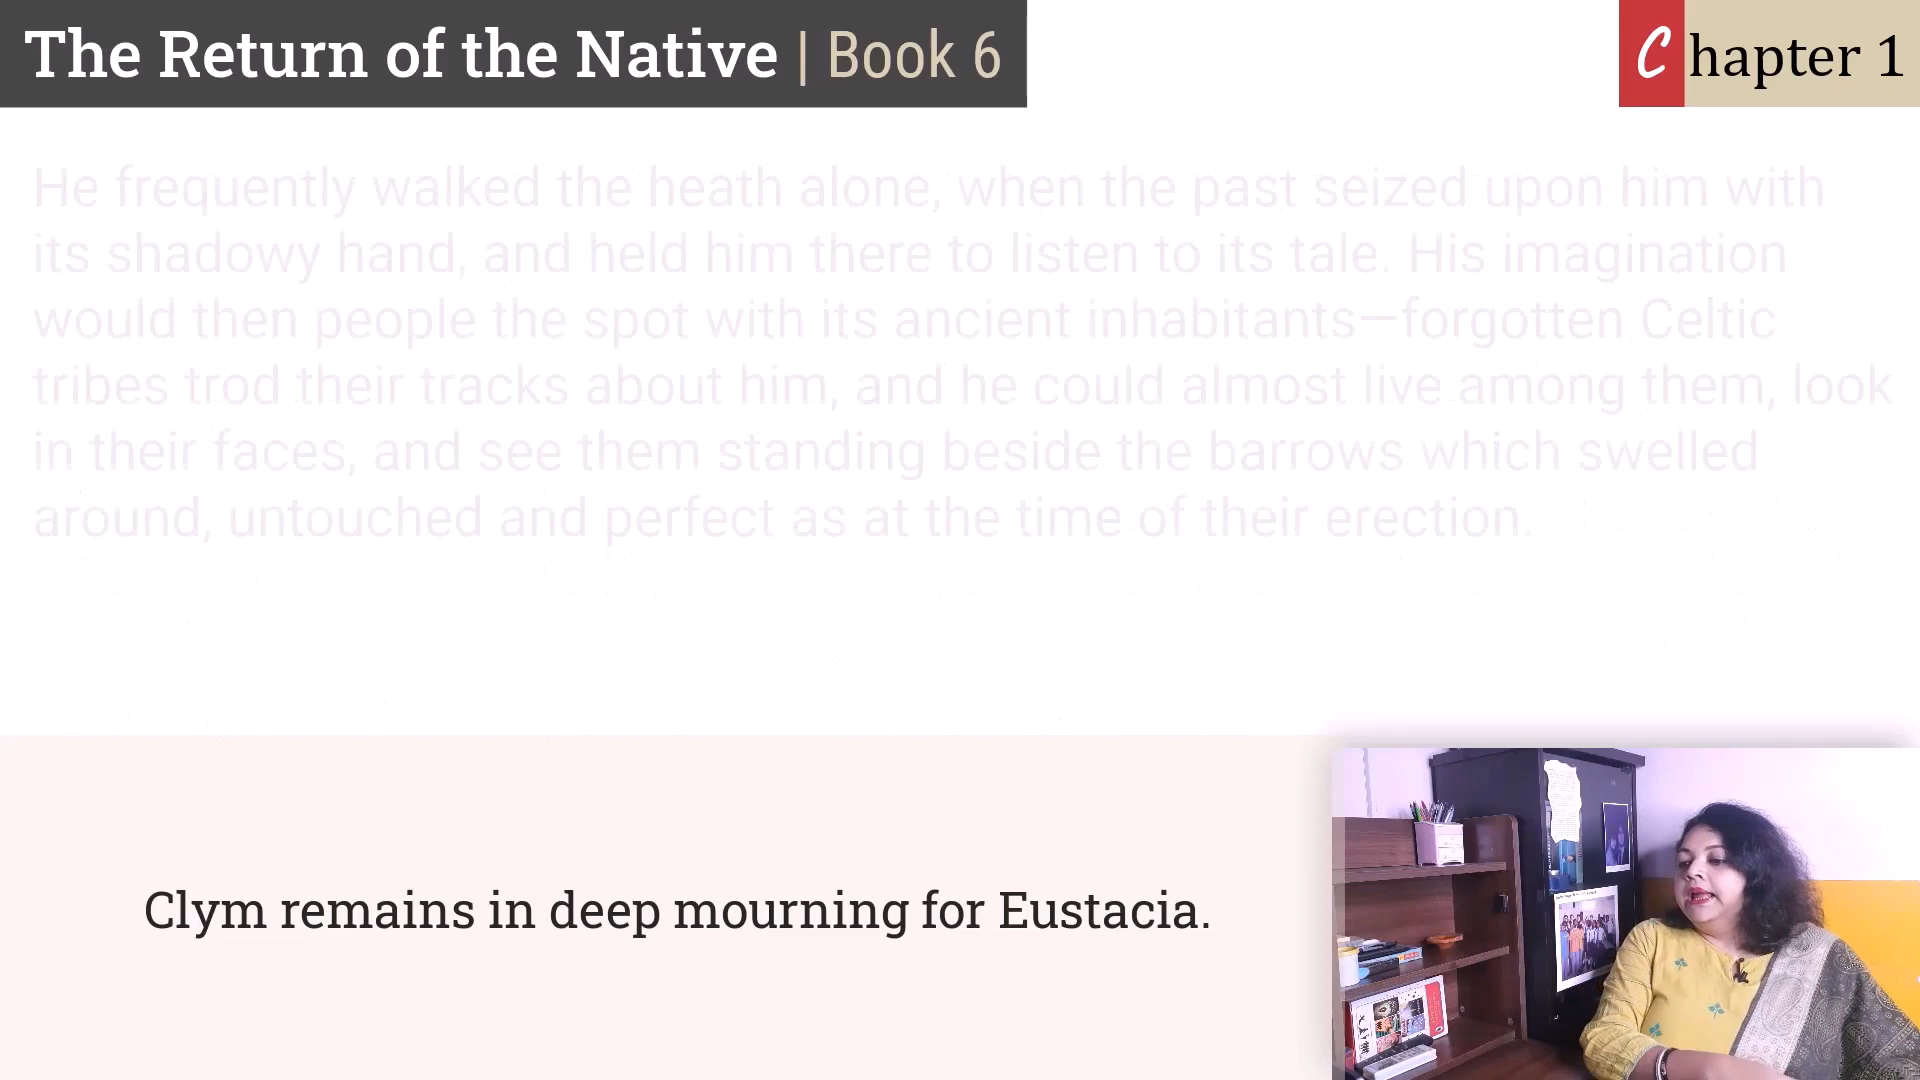 The Return of the Native | Book 6
Chapter 1
He frequently walked the heath alone, when the past seized upon him with
its shadowy hand, and held him there to listen to its tale. His imagination
would then people the spot with its ancient inhabitants—forgotten Celtic
tribes trod their tracks about him, and he could almost live among them, look
in their faces, and see them standing beside the barrows which swelled
around, untouched and perfect as at the time of their erection.
Clym remains in deep mourning for Eustacia.